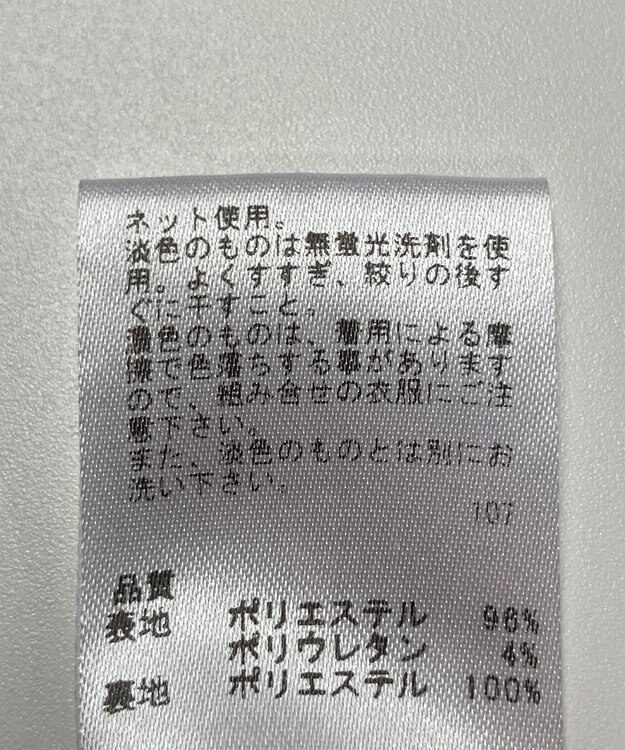 ネット使用。
淡色のものは無蛍光洗剤を使
用。よくすすぎ、絞りの後す
ぐに干すこと。
濃色のものは、着用による摩
擦で色落ちする事があります
ので、組み合せの衣服にご注
意下さい。
また、淡色のものとは別にお
洗い下さい。
107
品質
表地 ポリエステル 96%
ポリウレタン 4%
裏地 ポリエステル 100%